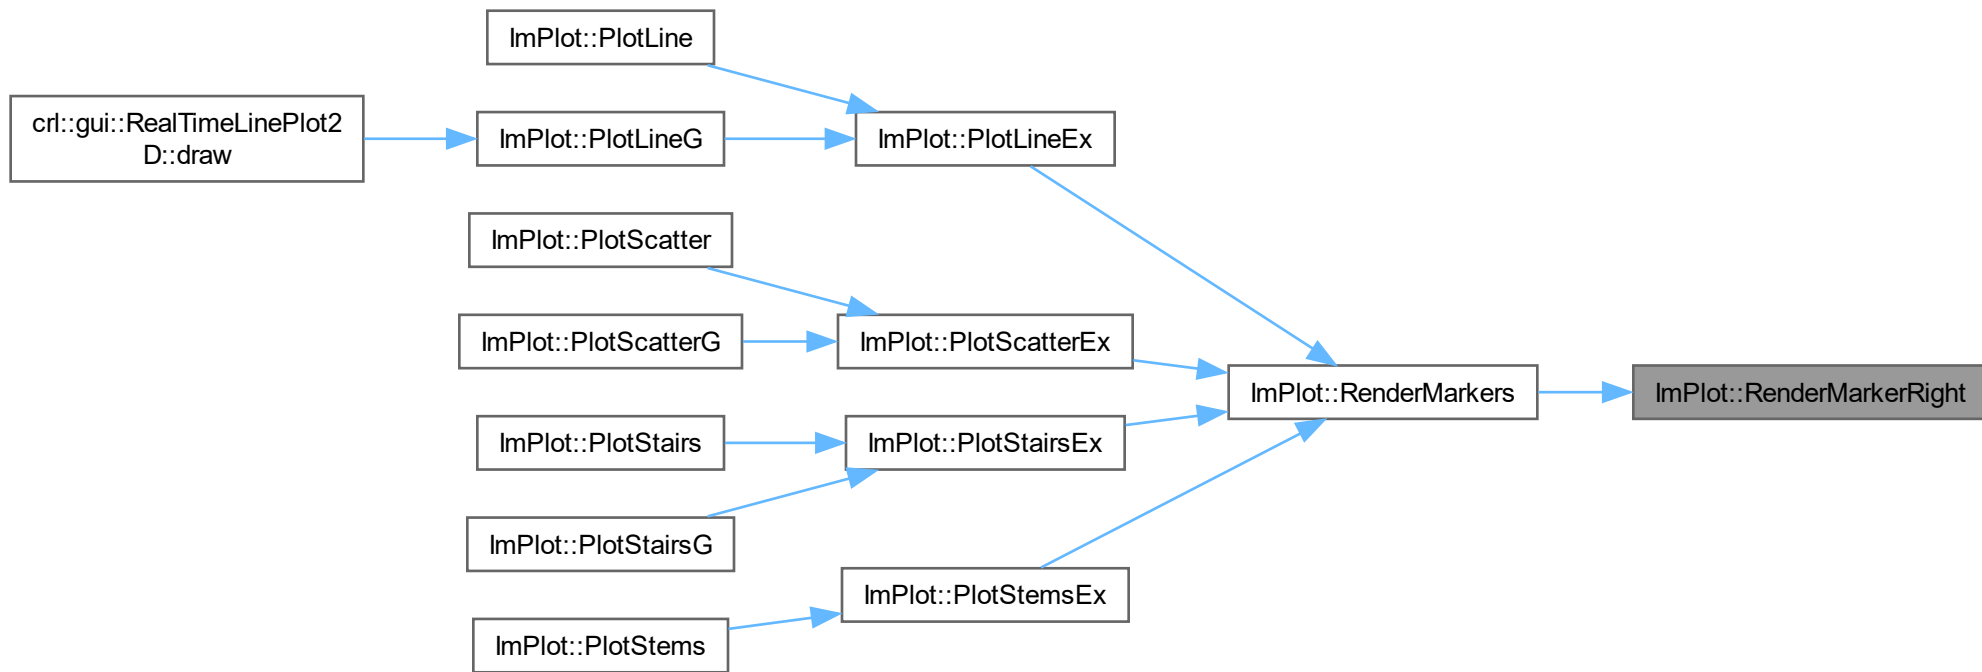 ImPlot::PlotLine
crl::gui::RealTimeLinePlot2
D::draw
ImPlot::PlotLineG
ImPlot::PlotLineEx
ImPlot::PlotScatter
ImPlot::PlotScatterG
ImPlot::PlotScatterEx
ImPlot::RenderMarkers
ImPlot::RenderMarkerRight
ImPlot::PlotStairs
ImPlot::PlotStairsEx
ImPlot::PlotStairsG
ImPlot::PlotStemsEx
ImPlot::PlotStems